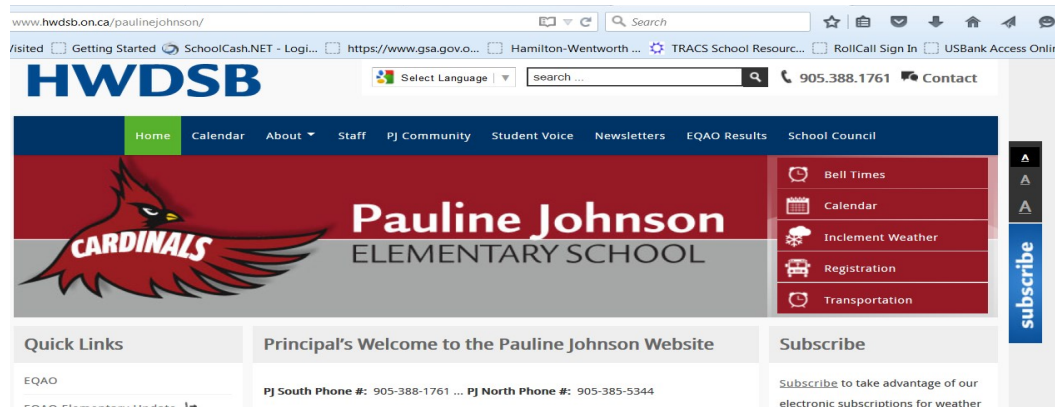 www.hwdsb.on.ca/paulinejohnson/ Search
/isited Getting Started SchoolCash.NET - Logi... https://www.gsa.gov.o... Hamilton-Wentworth ... TRACS School Resourc... RollCall Sign In USBank Access Onlin
HWDSB Select Language search ... 905.388.1761 Contact
Home Calendar About Staff PJ Community Student Voice Newsletters EQAO Results School Council
CARDINALS
Pauline Johnson
ELEMENTARY SCHOOL
Bell Times
Calendar
Inclement Weather
Registration
Transportation
A
A
A
subscribe
Quick Links
EQAO
EQAO Elementary Update
Principal's Welcome to the Pauline Johnson Website
PJ South Phone #: 905-388-1761 ... PJ North Phone #: 905-385-5344
Subscribe
Subscribe to take advantage of our
electronic subscriptions for weather